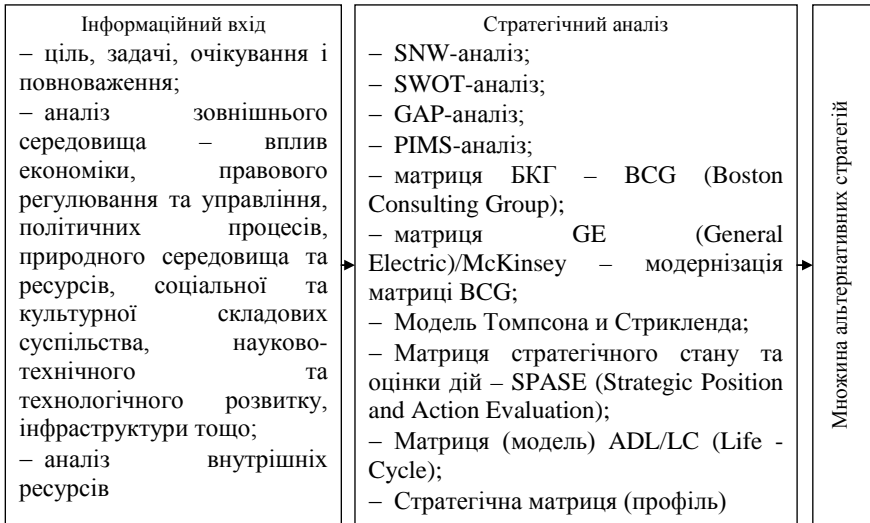 Інформаційний вхід
– ціль, задачі, очікування і
повноваження;
– аналіз зовнішнього
середовища – вплив
економіки, правового
регулювання та управління,
політичних процесів,
природного середовища та
ресурсів, соціальної та
культурної складових
суспільства, науково-
технічного та
технологічного розвитку,
інфраструктури тощо;
– аналіз внутрішніх
ресурсів
Стратегічний аналіз
– SNW-аналіз;
– SWOT-аналіз;
– GAP-аналіз;
– PIMS-аналіз;
– матриця БКГ – BCG (Boston
Consulting Group);
– матриця GE (General
Electric)/McKinsey – модернізація
матриці BCG;
– Модель Томпсона и Стрикленда;
– Матриця стратегічного стану та
оцінки дій – SPASE (Strategic Position
and Action Evaluation);
– Матриця (модель) ADL/LC (Life -
Cycle);
– Стратегічна матриця (профіль)
Множина альтернативних стратегій